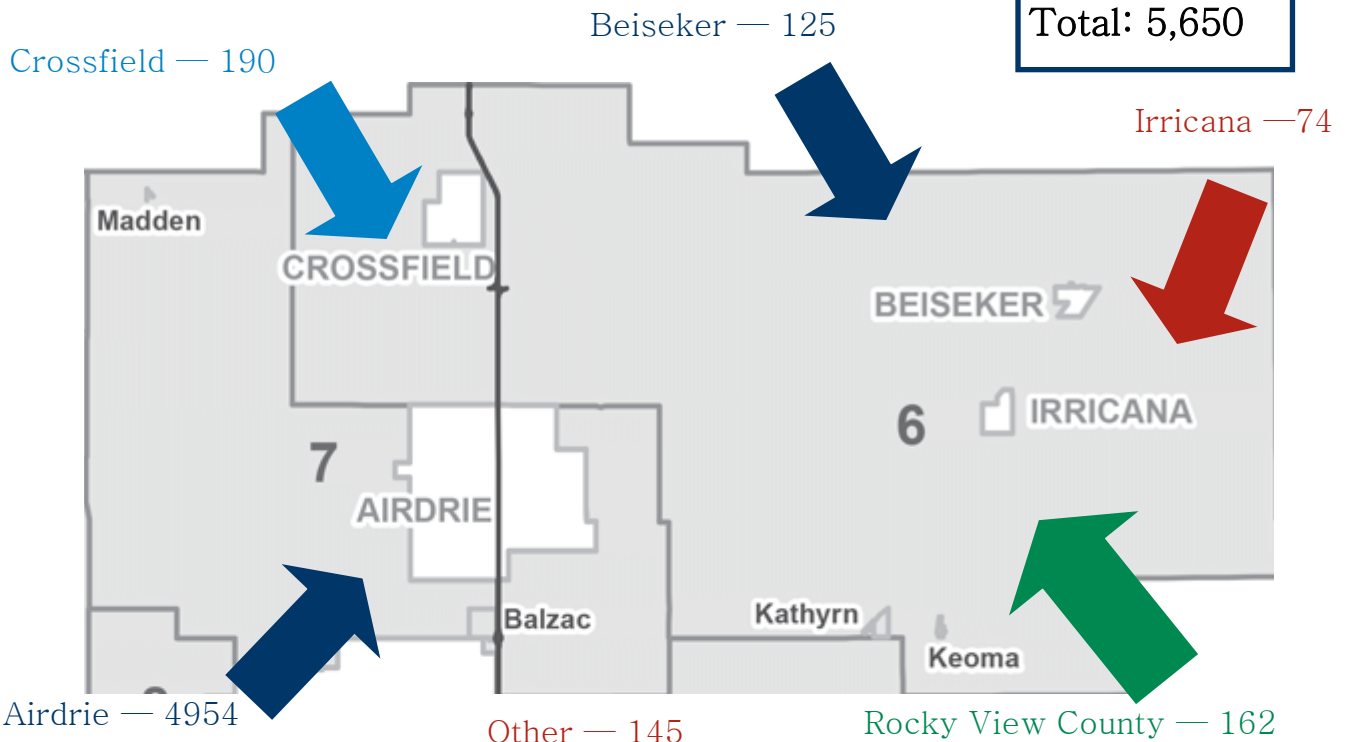 Total: 5,650
Beiseker — 125
Crossfield — 190
Irricana —74
Madden
CROSSFIELD
BEISEKER
6
IRRICANA
7
AIRDRIE
Balzac
Kathyrn
Keoma
Airdrie — 4954
Other — 145
Rocky View County — 162